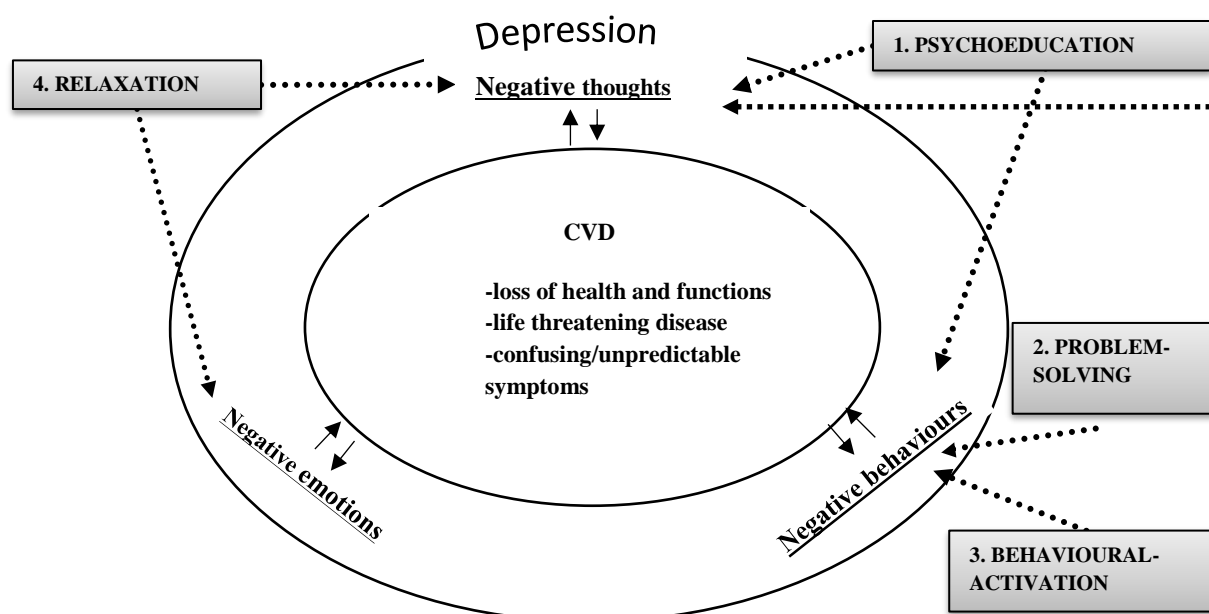 Depression
1. PSYCHOEDUCATION
4. RELAXATION
Negative thoughts
CVD
-loss of health and functions
-life threatening disease
-confusing/unpredictable
symptoms
2. PROBLEM-
SOLVING
Negative emotions
Negative behaviours
3. BEHAVIOURAL-
ACTIVATION